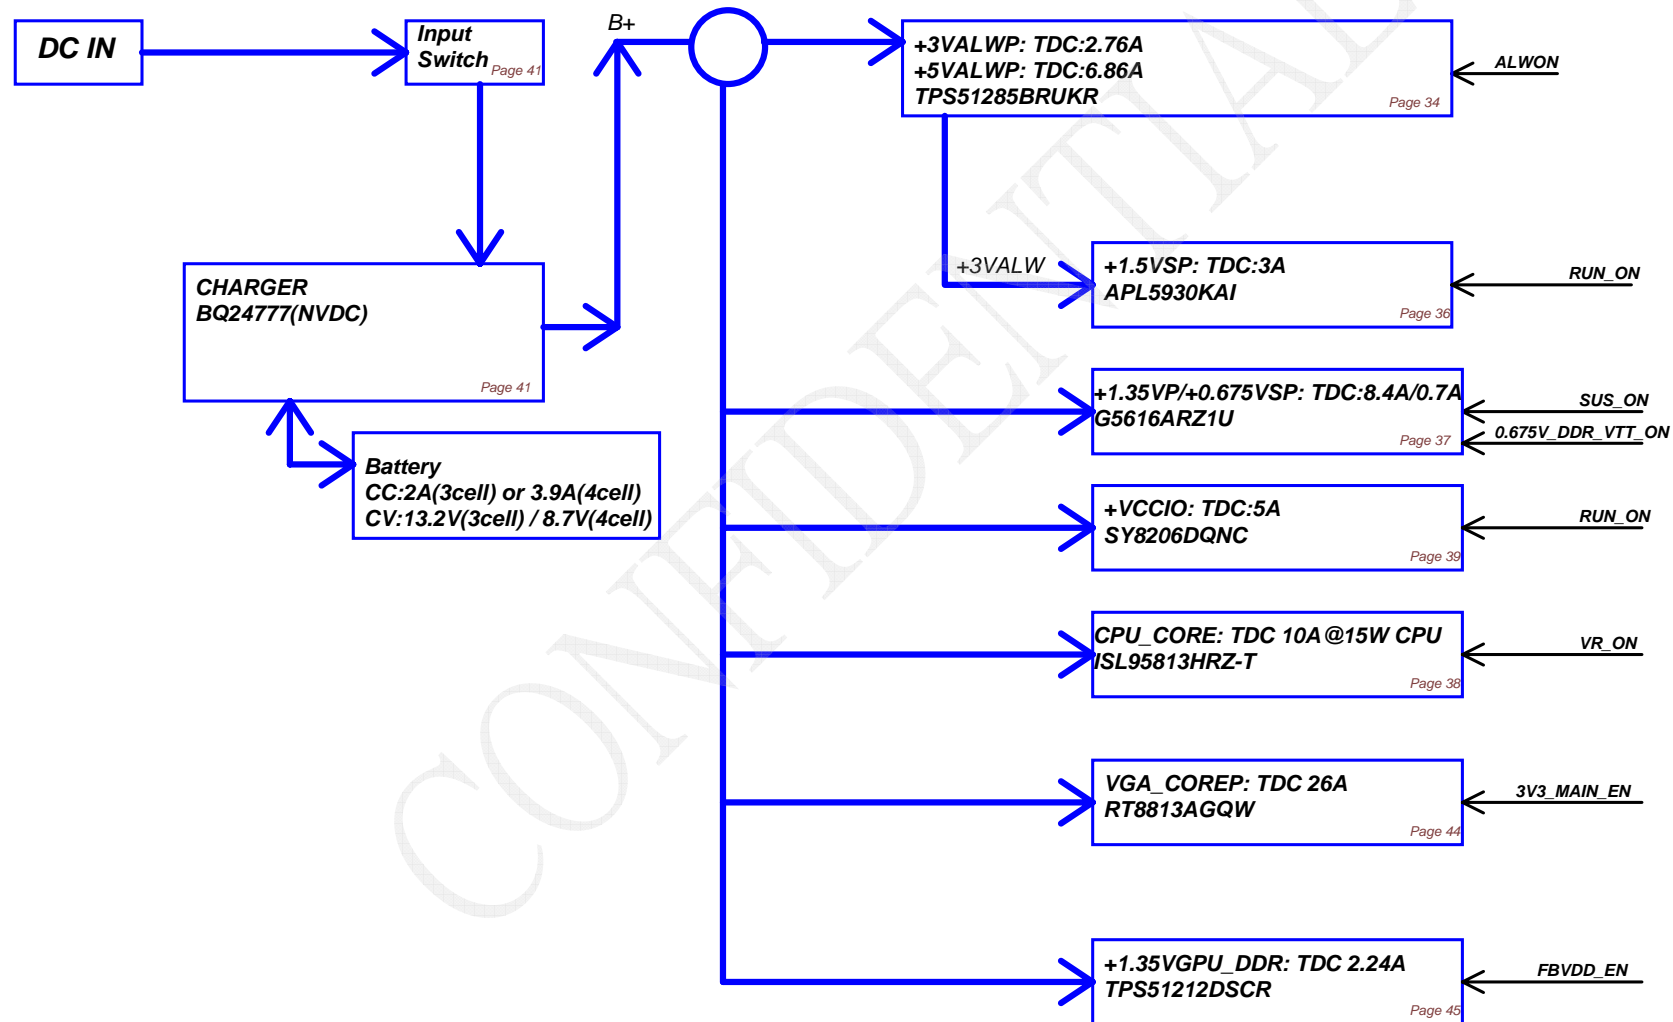 DC IN
Input
Switch
Page 41
B+
+3VALWP: TDC:2.76A
+5VALWP: TDC:6.86A
TPS51285BRUKR
Page 34
ALWON
CHARGER
BQ24777(NVDC)
Page 41
+3VALW
+1.5VSP: TDC:3A
APL5930KAI
Page 36
RUN_ON
+1.35VP/+0.675VSP: TDC:8.4A/0.7A
G5616ARZ1U
Page 37
SUS_ON
0.675V_DDR_VTT_ON
Battery
CC:2A(3cell) or 3.9A(4cell)
CV:13.2V(3cell) / 8.7V(4cell)
+VCCIO: TDC:5A
SY8206DQNC
Page 39
RUN_ON
CPU_CORE: TDC 10A@15W CPU
ISL95813HRZ-T
Page 38
VR_ON
VGA_COREP: TDC 26A
RT8813AGQW
Page 44
3V3_MAIN_EN
+1.35VGPU_DDR: TDC 2.24A
TPS51212DSCR
Page 45
FBVDD_EN
CONFIDENTIAL